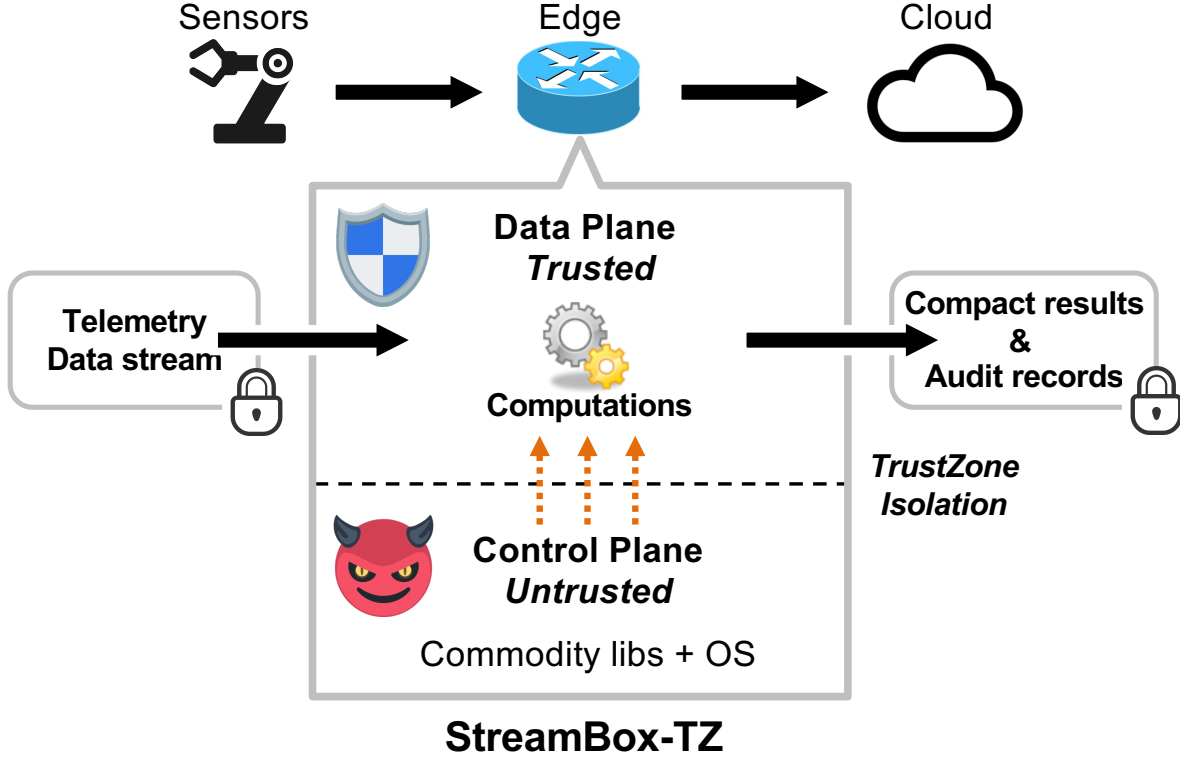 Sensors
Edge
Cloud
Data Plane
Trusted
Telemetry
Data stream
Computations
Compact results
&
Audit records
TrustZone
Isolation
Control Plane
Untrusted
Commodity libs + OS
StreamBox-TZ